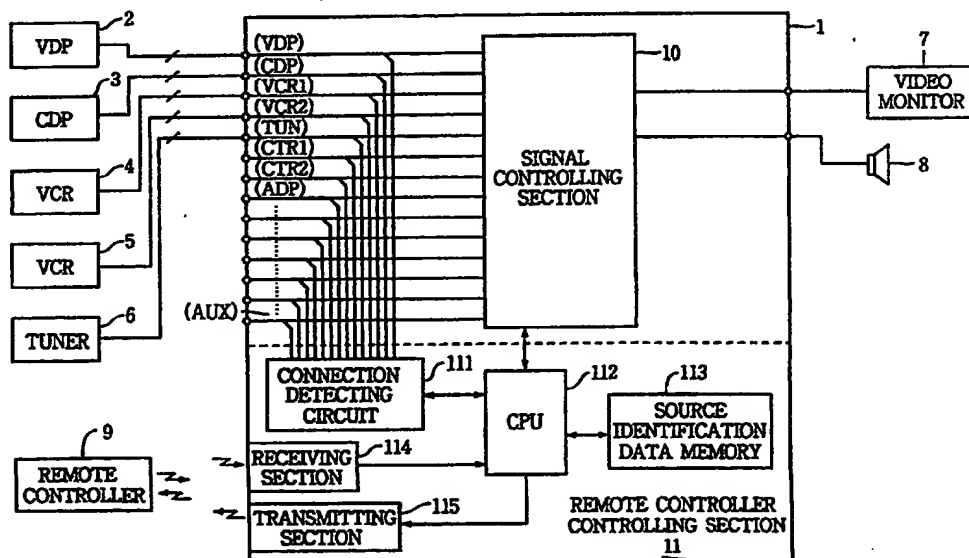 2
VDP
3
CDP
4
VCR
5
VCR
6
TUNER
(VDP)
(CDP)
(VCR1)
(VCR2)
(TUN)
(CTR1)
(CTR2)
(ADP)
(AUX)
10
SIGNAL
CONTROLLING
SECTION
1
7
VIDEO
MONITOR
8
CONNECTION
DETECTING
CIRCUIT
111
CPU
112
113
SOURCE
IDENTIFICATION
DATA MEMORY
9
REMOTE
CONTROLLER
RECEIVING
SECTION
114
TRANSMITTING
SECTION
115
REMOTE CONTROLLER
CONTROLLING SECTION
11